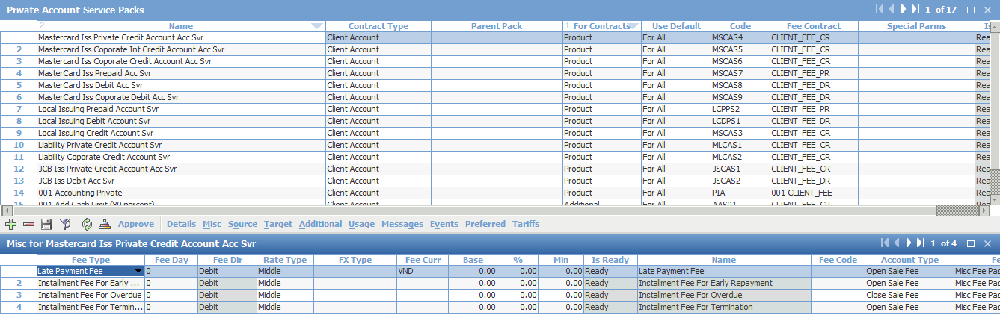 Private Account Service Packs 1 of 17
2 Name Contract Type Parent Pack 1 For Contracts Use Default Code Fee Contract Special Parms Is
Mastercard Iss Private Credit Account Acc Svr Client Account Product For All MSCAS4 CLIENT_FEE_CR Rea
2 Mastercard Iss Coporate Int Credit Account Acc Svr Client Account Product For All MSCAS5 CLIENT_FEE_CR Rea
3 Mastercard Iss Coporate Credit Account Acc Svr Client Account Product For All MSCAS6 CLIENT_FEE_CR Rea
4 MasterCard Iss Prepaid Acc Svr Client Account Product For All MSCAS7 CLIENT_FEE_PR Rea
5 MasterCard Iss Debit Acc Svr Client Account Product For All MSCAS8 CLIENT_FEE_DR Rea
6 MasterCard Iss Coporate Debit Acc Svr Client Account Product For All MSCAS9 CLIENT_FEE_DR Rea
7 Local Issuing Prepaid Account Svr Client Account Product For All LCPPS2 CLIENT_FEE_PR Rea
8 Local Issuing Debit Account Svr Client Account Product For All LCDPS1 CLIENT_FEE_DR Rea
9 Local Issuing Credit Account Svr Client Account Product For All MSCAS3 CLIENT_FEE_CR Rea
10 Liability Private Credit Account Svr Client Account Product For All MLCAS1 CLIENT_FEE_CR Rea
11 Liability Coporate Credit Account Svr Client Account Product For All MLCAS2 CLIENT_FEE_CR Rea
12 JCB Iss Private Credit Account Acc Svr Client Account Product For All JSCAS1 CLIENT_FEE_CR Rea
13 JCB Iss Debit Acc Svr Client Account Product For All JSCAS2 CLIENT_FEE_DR Rea
14 001-Accounting Private Client Account Product For All PIA 001-CLIENT_FEE Rea
15 001-Add Cash Limit (80 percent) Client Account Additional For All AAS01 CLIENT_FEE_CR Rea
Approve Details Misc Source Target Additional Usage Messages Events Preferred Tariffs
Misc for Mastercard Iss Private Credit Account Acc Svr 1 of 4
Fee Type Fee Day Fee Dir Rate Type FX Type Fee Curr Base % Min Is Ready Name Fee Code Account Type Fe
Late Payment Fee 0 Debit Middle VND 0.00 0.00 0.00 Ready Late Payment Fee Open Sale Fee Misc Fee Pas
2 Installment Fee For Early ... 0 Debit Middle 0.00 0.00 0.00 Ready Installment Fee For Early Repayment Open Sale Fee Misc Fee Pas
3 Installment Fee For Overdue 0 Debit Middle 0.00 0.00 0.00 Ready Installment Fee For Overdue Close Sale Fee Misc Fee Pas
4 Installment Fee For Termin... 0 Debit Middle 0.00 0.00 0.00 Ready Installment Fee For Termination Open Sale Fee Misc Fee Pas